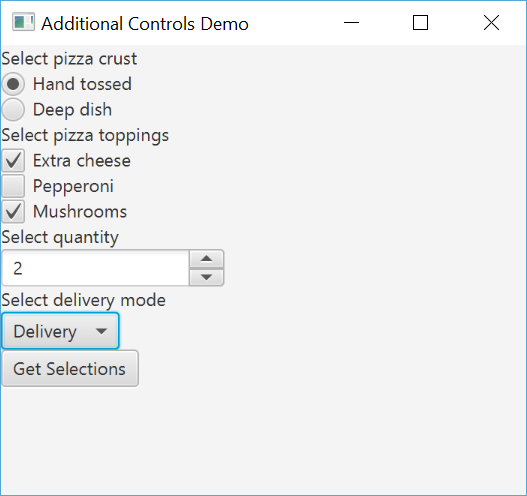 Additional Controls Demo
Select pizza crust
Hand tossed
Deep dish
Select pizza toppings
Extra cheese
Pepperoni
Mushrooms
Select quantity
2
Select delivery mode
Delivery
Get Selections